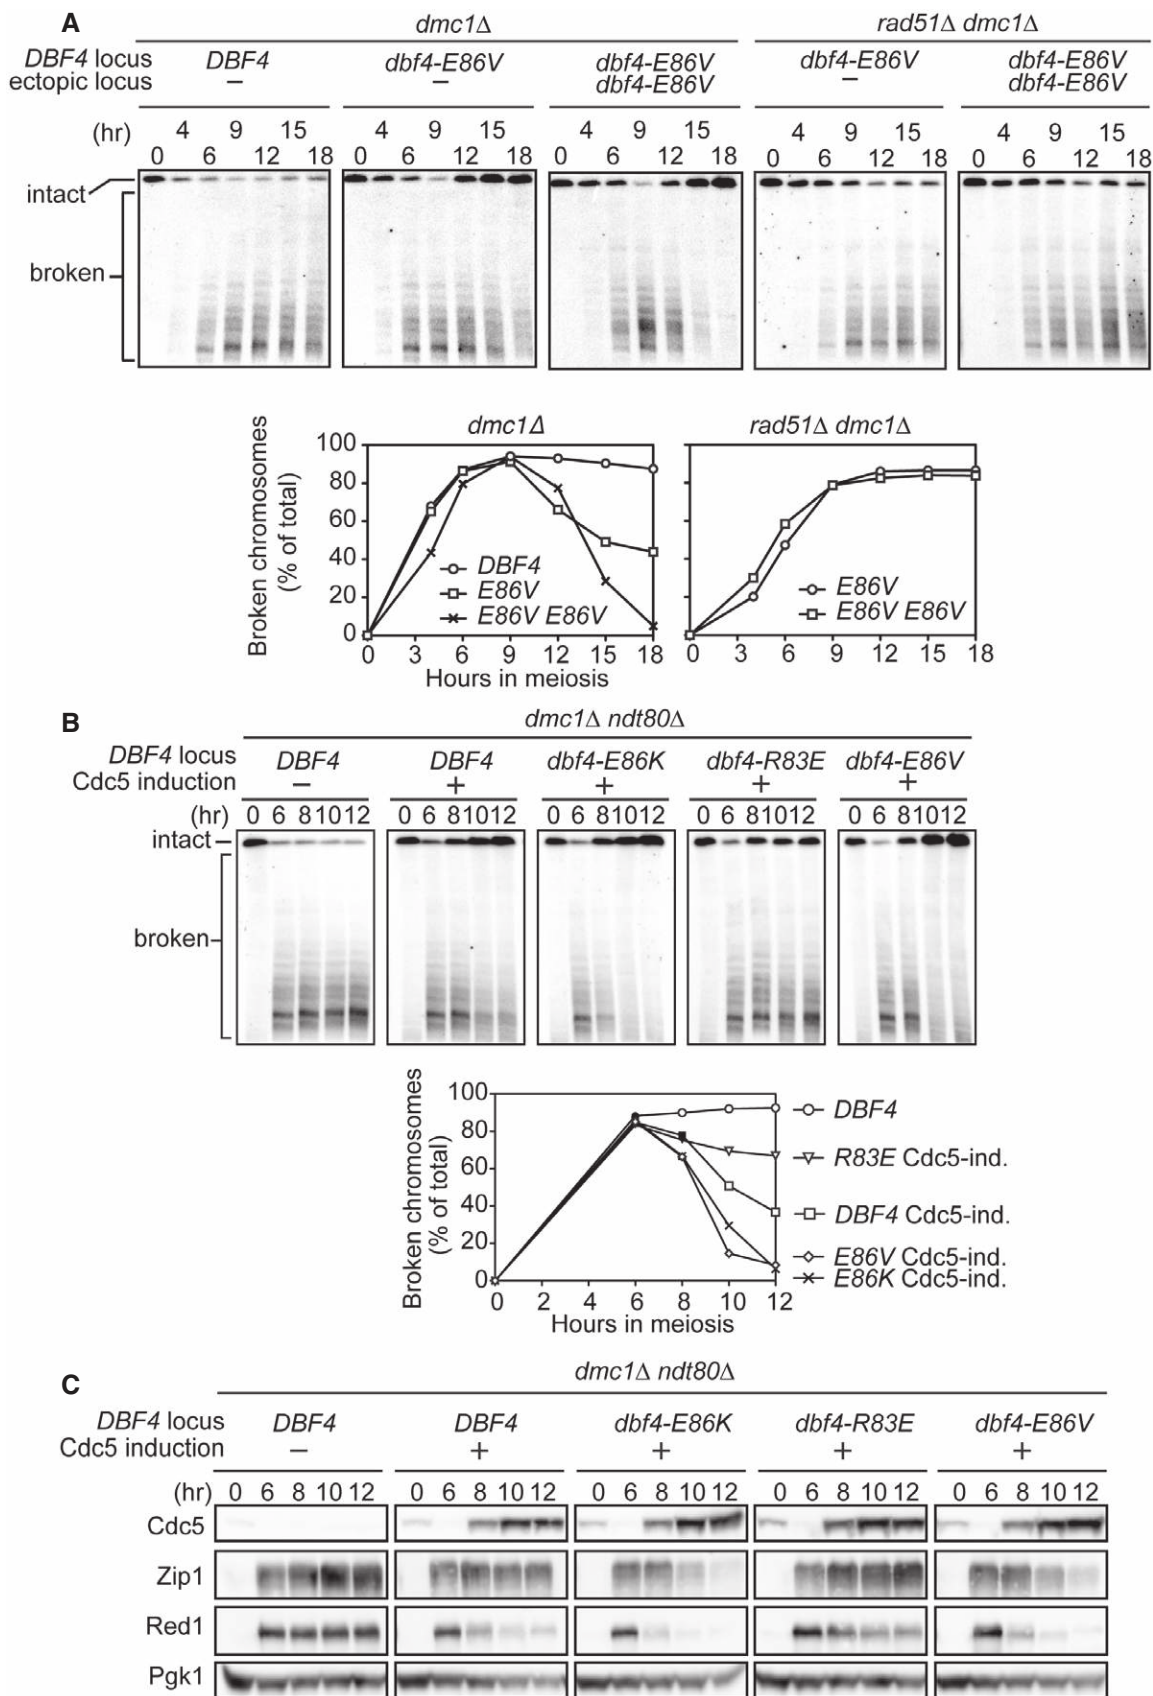 A
dmc1Δ
rad51Δ dmc1Δ
DBF4 locus
DBF4
dbf4-E86V
dbf4-E86V
dbf4-E86V
dbf4-E86V
ectopic locus
–
–
dbf4-E86V
–
dbf4-E86V
(hr)
4 9 15 4 9 15 4 9 15 4 9 15 4 9 15
0 6 12 18 0 6 12 18 0 6 12 18 0 6 12 18 0 6 12 18
intact
broken
dmc1Δ
rad51Δ dmc1Δ
Broken chromosomes
(% of total)
100
80
60
40
20
0
DBF4
E86V
E86V E86V
E86V
E86V E86V
0 3 6 9 12 15 18
0 3 6 9 12 15 18
Hours in meiosis
B
dmc1Δ ndt80Δ
DBF4 locus
DBF4
DBF4
dbf4-E86K
dbf4-R83E
dbf4-E86V
Cdc5 induction
– + + + +
(hr) 0 6 8 10 12 0 6 8 10 12 0 6 8 10 12 0 6 8 10 12 0 6 8 10 12
intact
broken
Broken chromosomes
(% of total)
100
80
60
40
20
0
DBF4
R83E Cdc5-ind.
DBF4 Cdc5-ind.
E86V Cdc5-ind.
E86K Cdc5-ind.
0 2 4 6 8 10 12
Hours in meiosis
C
dmc1Δ ndt80Δ
DBF4 locus
DBF4
DBF4
dbf4-E86K
dbf4-R83E
dbf4-E86V
Cdc5 induction
– + + + +
(hr) 0 6 8 10 12 0 6 8 10 12 0 6 8 10 12 0 6 8 10 12 0 6 8 10 12
Cdc5
Zip1
Red1
Pgk1